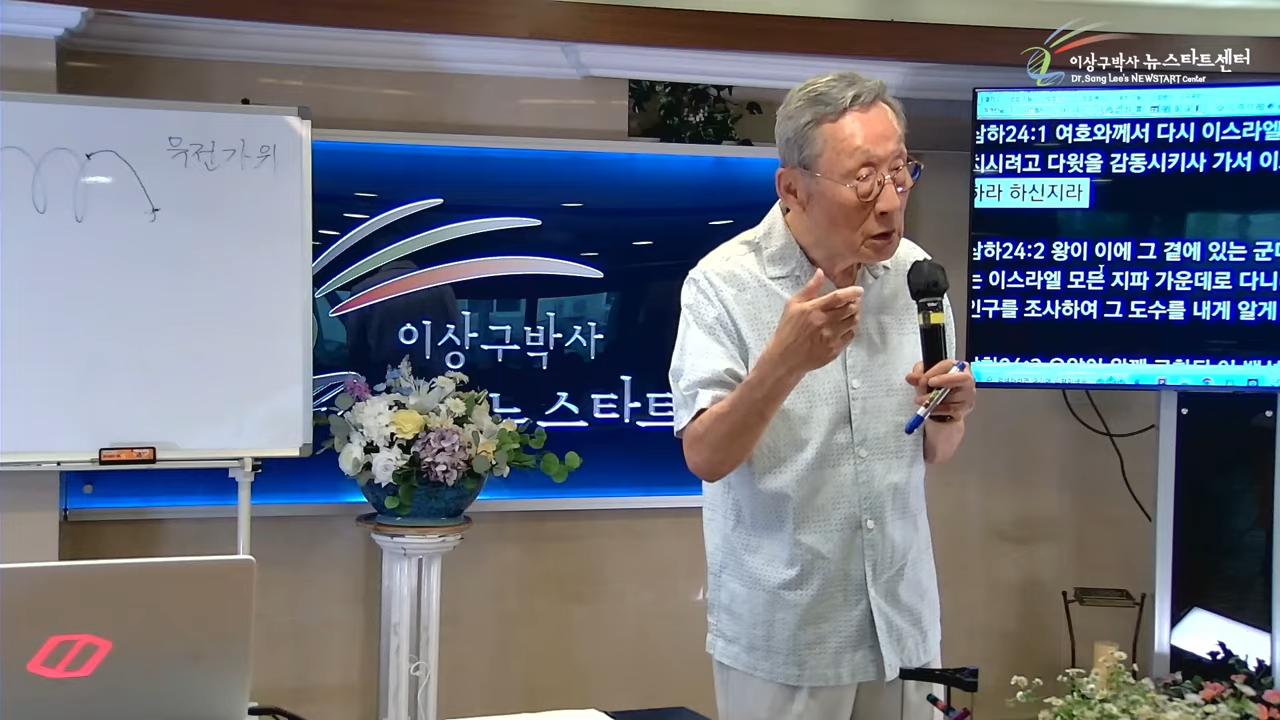 이상구박사 뉴스타트센터
Dr. Sang Lee's NEWSTART Center
유전가위
이상구박사
뉴스타트
삼하24:1 여호와께서 다시 이스라엘
치시려고 다윗을 감동시키사 가서 이
하라 하신지라
삼하24:2 왕이 이에 그 곁에 있는 군
는 이스라엘 모든 지파 가운데로 다니
인구를 조사하여 그 도수를 내게 알게